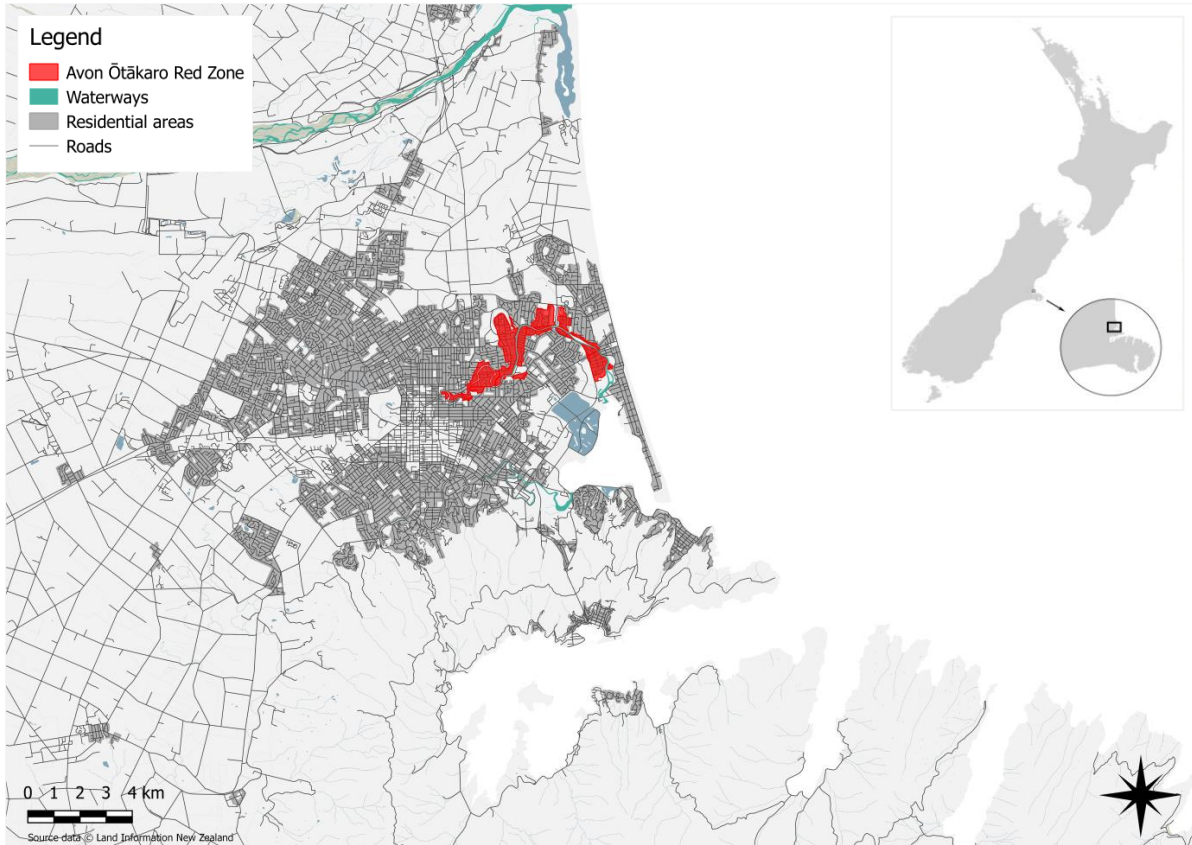 Legend
Avon Ōtākaro Red Zone
Waterways
Residential areas
Roads
0 1 2 3 4 km
Source data © Land Information New Zealand